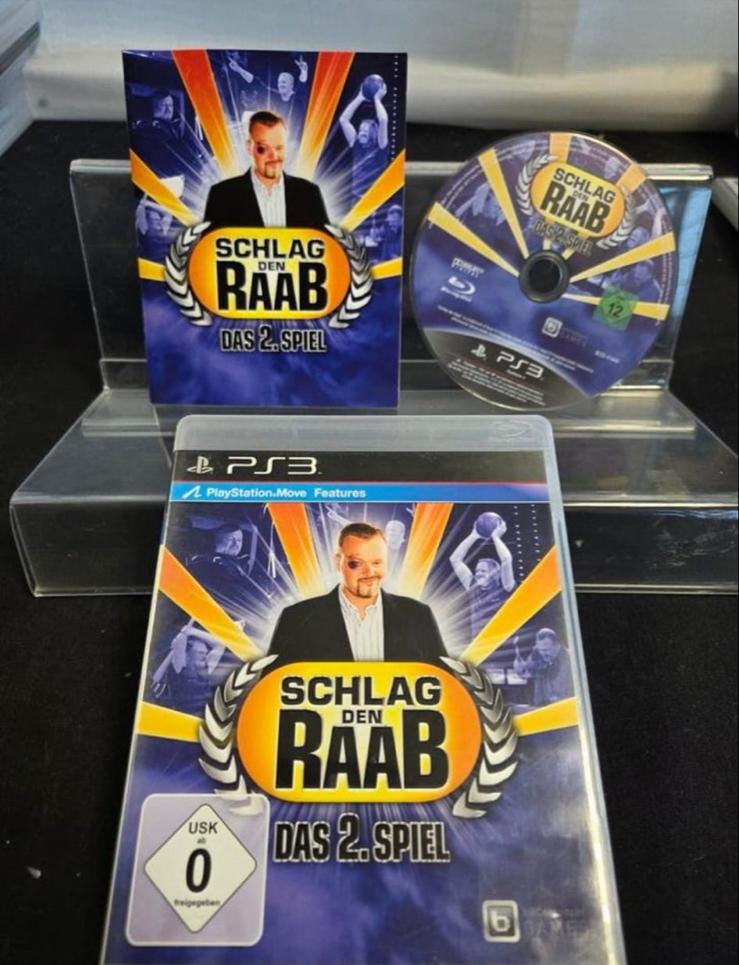 SCHLAG
DEN
RAAB
DAS 2. SPIEL
SCHLAG
DEN
RAAB
DAS 2. SPIEL
12
PS3
PS3
PlayStation Move Features
SCHLAG
DEN
RAAB
DAS 2. SPIEL
USK
ab
0
freigegeben
b
GAMES